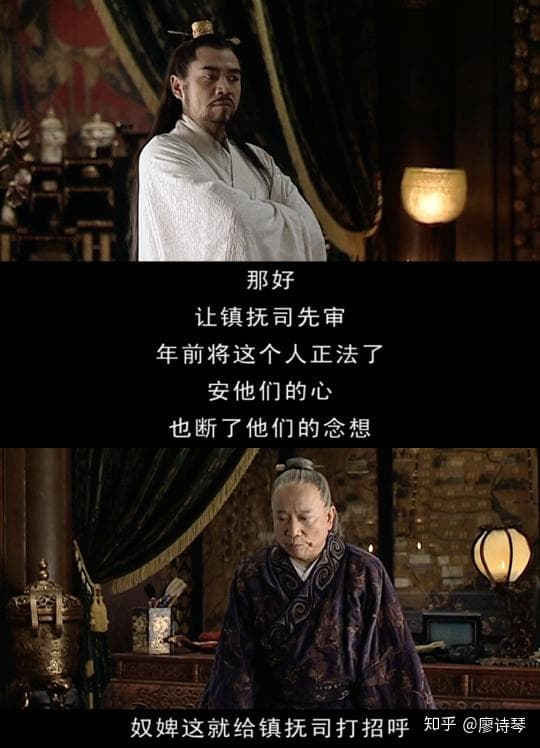 那好
让镇抚司先审
年前将这个人正法了
安他们的心
也断了他们的念想
奴婢这就给镇抚司打招呼
知乎 @廖诗琴